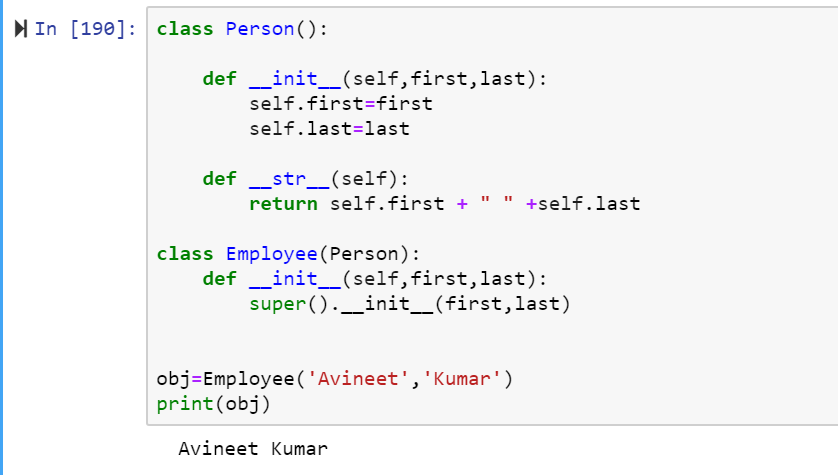 In [190]: class Person():
    def __init__(self,first,last):
        self.first=first
        self.last=last
    def __str__(self):
        return self.first + " " +self.last
class Employee(Person):
    def __init__(self,first,last):
        super().__init__(first,last)
obj=Employee('Avineet','Kumar')
print(obj)
Avineet Kumar